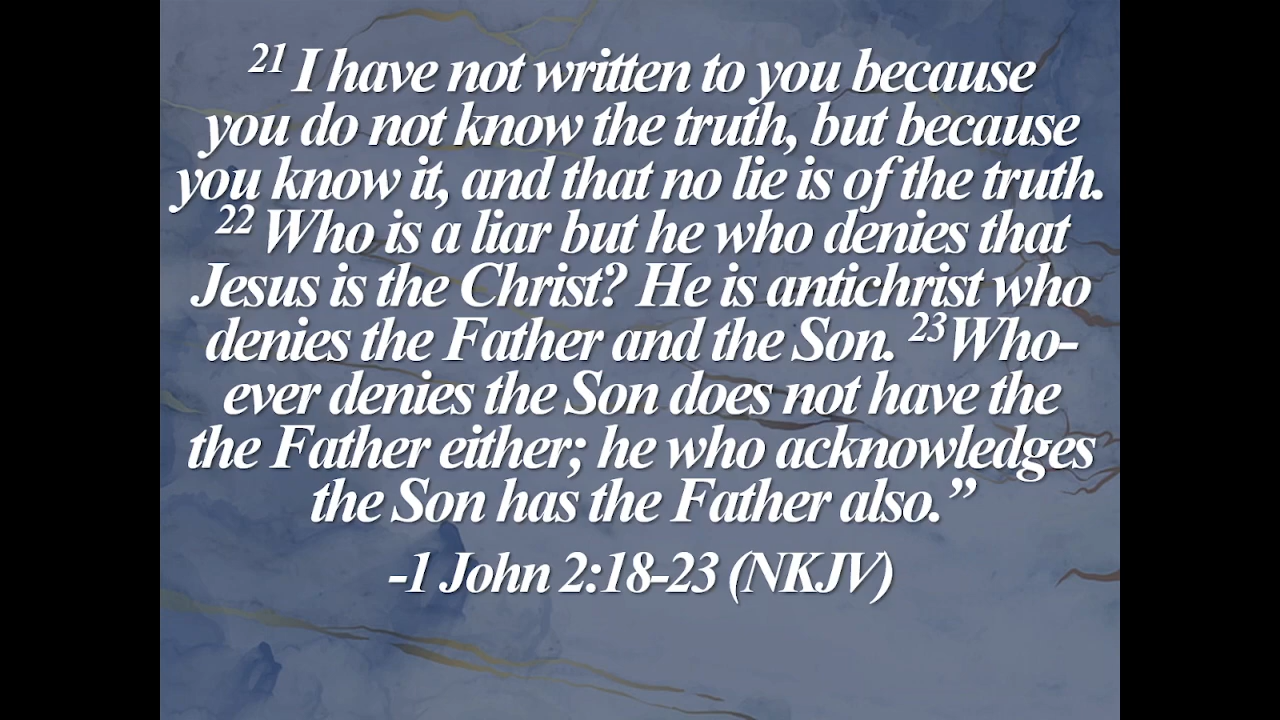 21 I have not written to you because
you do not know the truth, but because
you know it, and that no lie is of the truth.
22 Who is a liar but he who denies that
Jesus is the Christ? He is antichrist who
denies the Father and the Son. 23 Who-
ever denies the Son does not have the
the Father either; he who acknowledges
the Son has the Father also.”
-1 John 2:18-23 (NKJV)